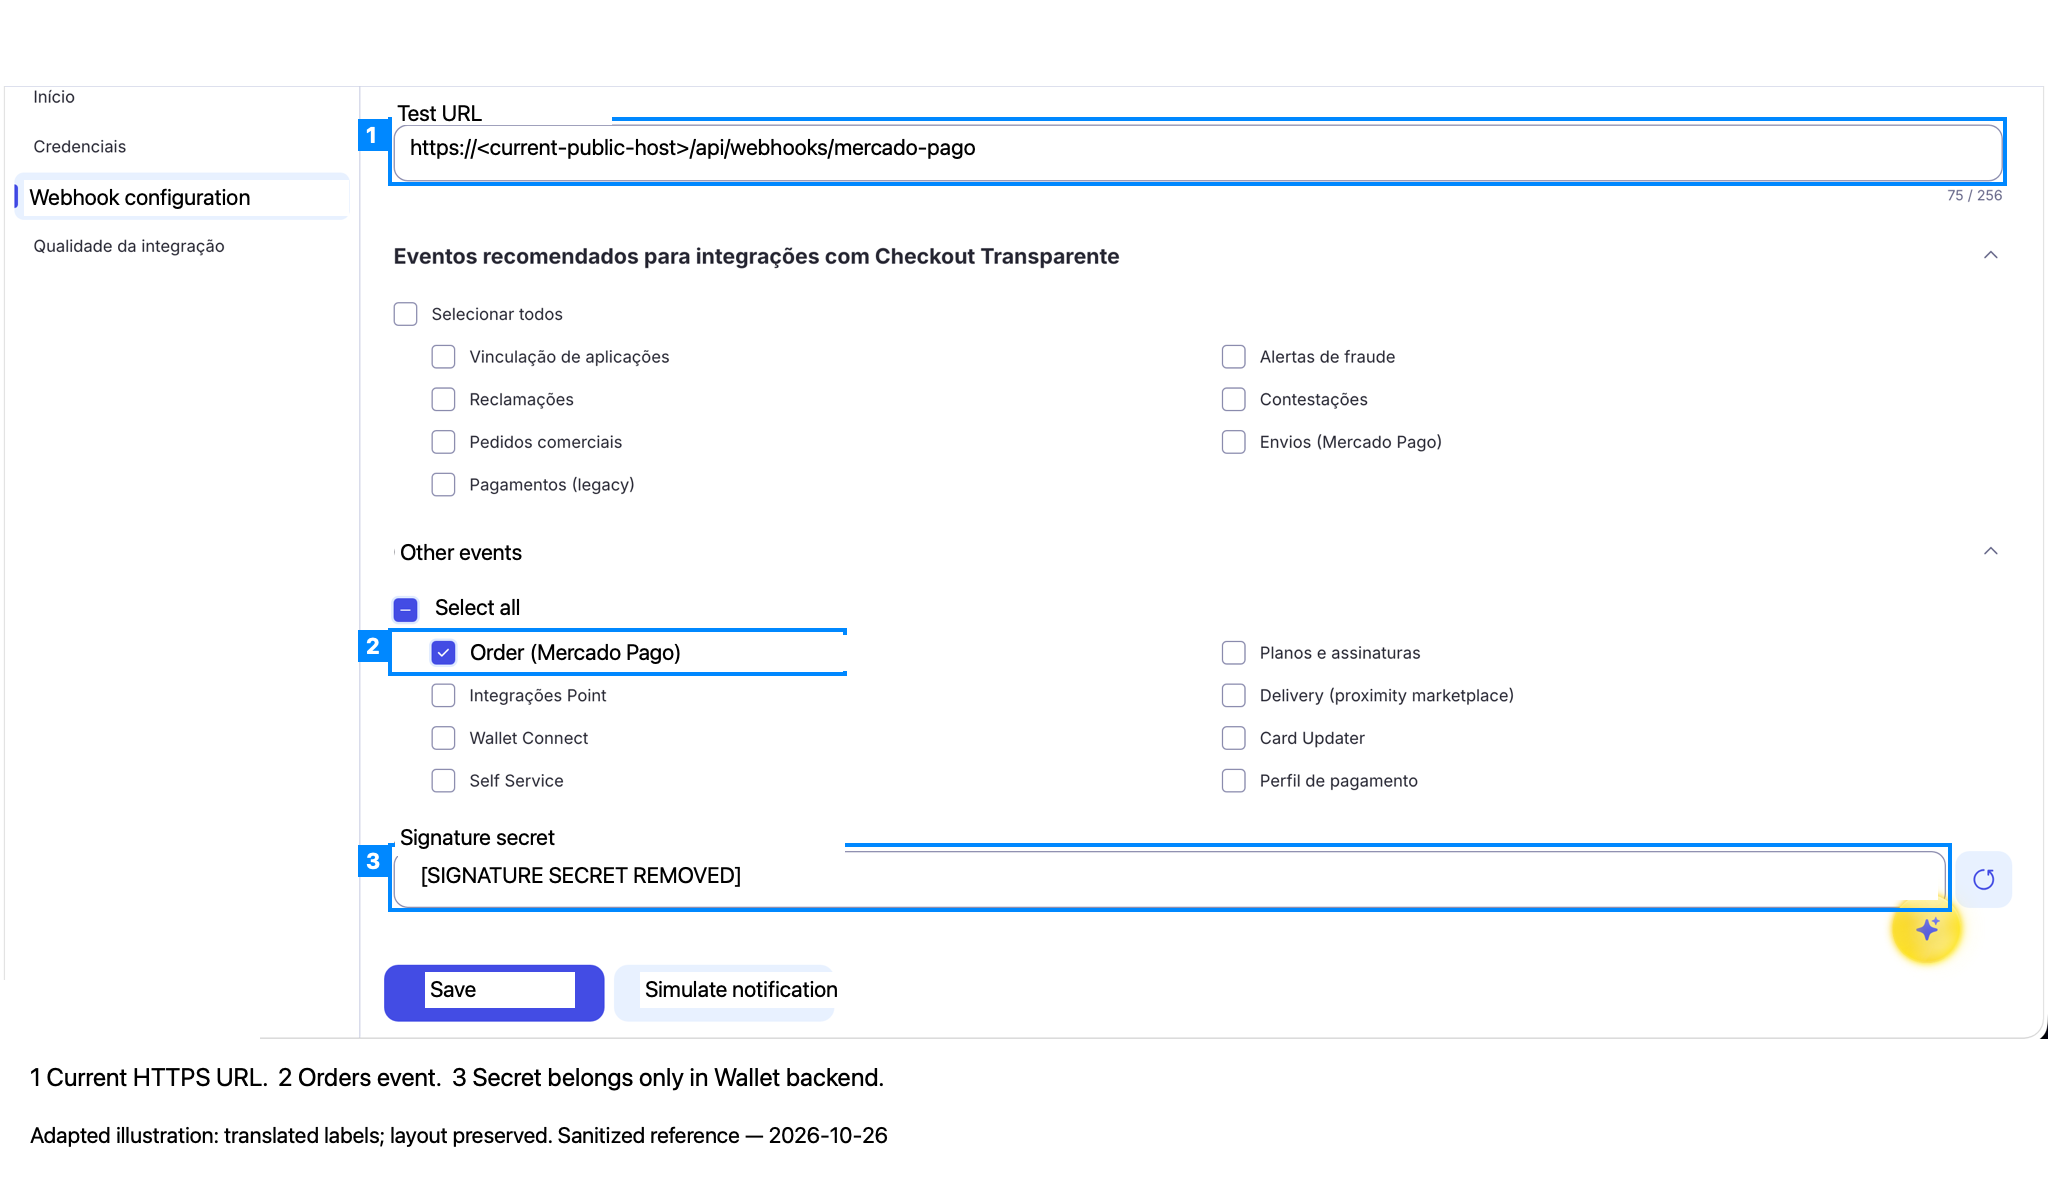 Início
Credenciais
Webhook configuration
Qualidade da integração
Test URL
1
https://<current-public-host>/api/webhooks/mercado-pago
75 / 256
Eventos recomendados para integrações com Checkout Transparente
Selecionar todos
Vinculação de aplicações
Alertas de fraude
Reclamações
Contestações
Pedidos comerciais
Envios (Mercado Pago)
Pagamentos (legacy)
Other events
Select all
2
Order (Mercado Pago)
Planos e assinaturas
Integrações Point
Delivery (proximity marketplace)
Wallet Connect
Card Updater
Self Service
Perfil de pagamento
Signature secret
3
[SIGNATURE SECRET REMOVED]
Save
Simulate notification
1 Current HTTPS URL.  2 Orders event.  3 Secret belongs only in Wallet backend.
Adapted illustration: translated labels; layout preserved. Sanitized reference — 2026-10-26